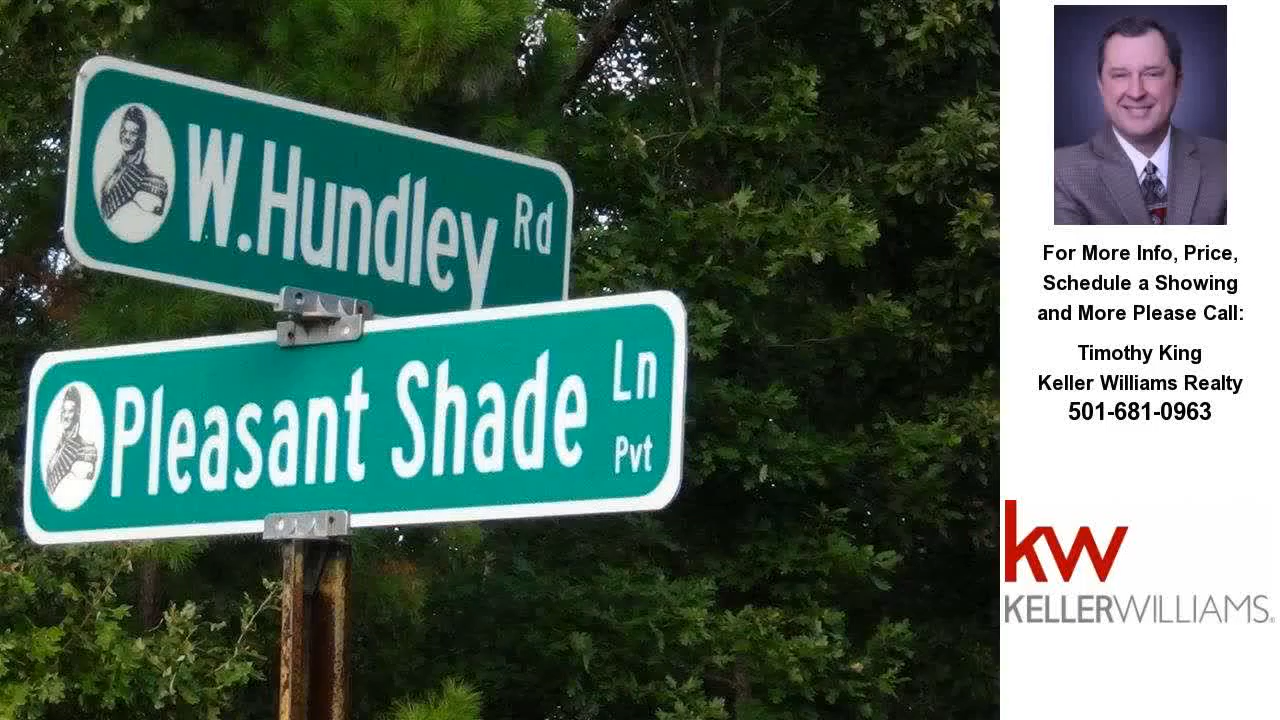 W. Hundley Rd
Pleasant Shade Ln
Pvt
For More Info, Price,
Schedule a Showing
and More Please Call:
Timothy King
Keller Williams Realty
501-681-0963
kw
KELLERWILLIAMS.